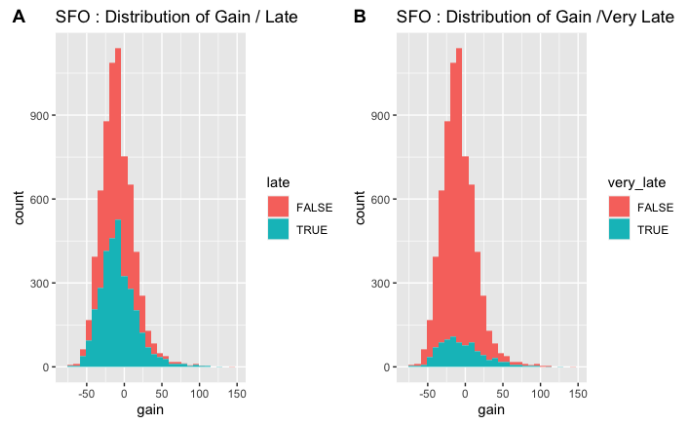 A
SFO : Distribution of Gain / Late
900
600
300
0
count
-50
0
50
100
150
gain
late
FALSE
TRUE
B
SFO : Distribution of Gain /Very Late
900
600
300
0
count
-50
0
50
100
150
gain
very_late
FALSE
TRUE